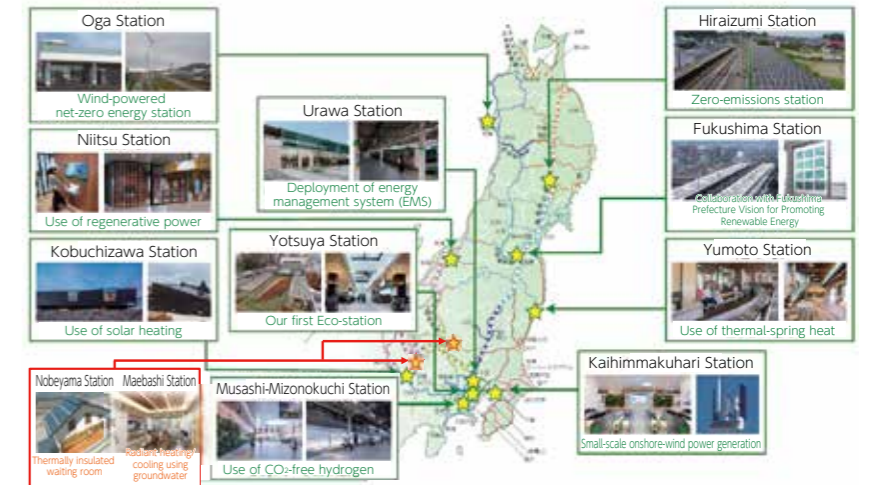 Oga Station
Wind-powered
net-zero energy station
Niitsu Station
Use of regenerative power
Kobuchizawa Station
Use of solar heating
Nobeyama Station
Thermally insulated
waiting room
Maebashi Station
Radiant heating/
cooling using
groundwater
Urawa Station
Deployment of energy
management system (EMS)
Yotsuya Station
Our first Eco-station
Musashi-Mizonokuchi Station
Use of CO₂-free hydrogen
Hiraizumi Station
Zero-emissions station
Fukushima Station
Collaboration with Fukushima
Prefecture Vision for Promoting
Renewable Energy
Yumoto Station
Use of thermal-spring heat
Kaihimmakuhari Station
Small-scale onshore-wind power generation